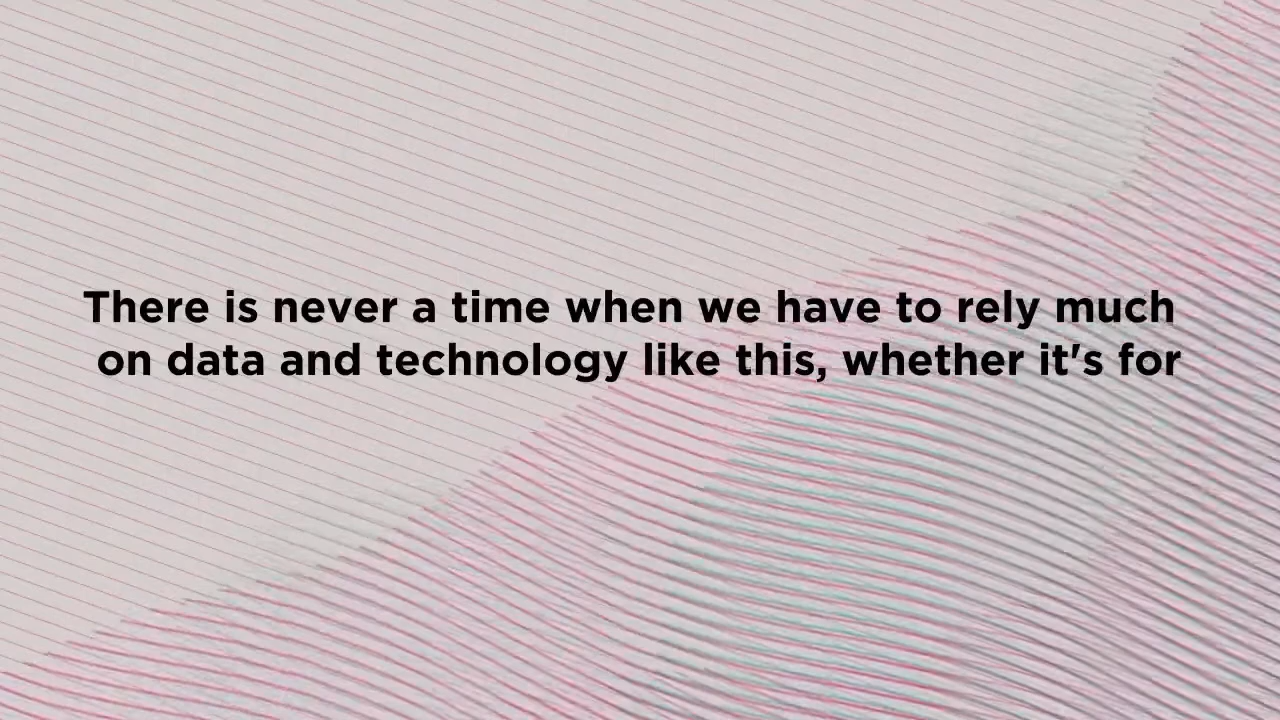 There is never a time when we have to rely much
on data and technology like this, whether it's for